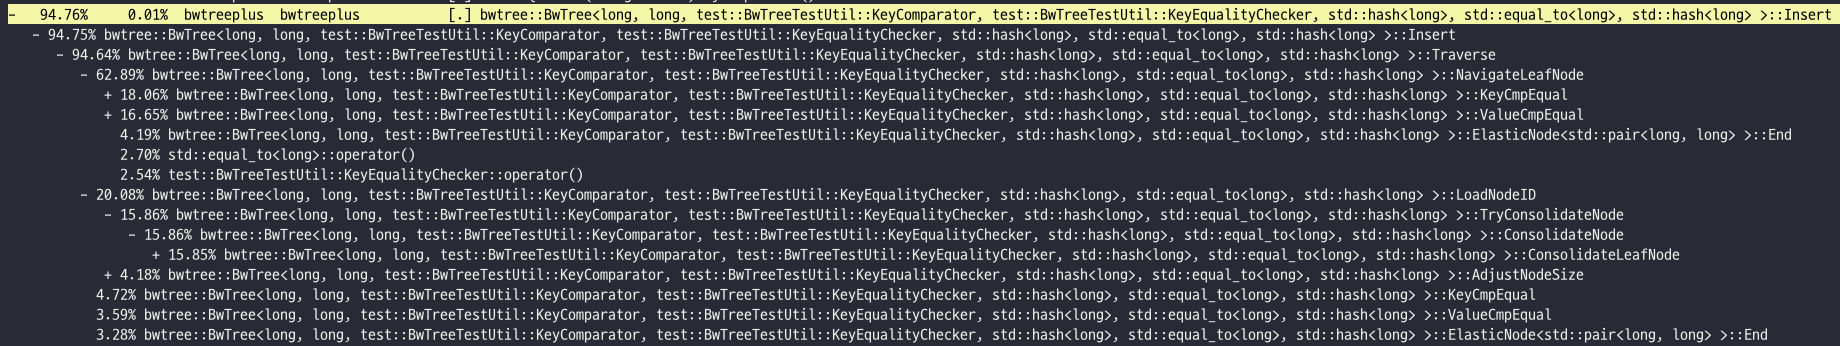 - 94.76% 0.01% bwtreeplus bwtreeplus [.] bwtree::BwTree<long, long, test::BwTreeTestUtil::KeyComparator, test::BwTreeTestUtil::KeyEqualityChecker, std::hash<long>, std::equal_to<long>, std::hash<long> >::Insert
- 94.75% bwtree::BwTree<long, long, test::BwTreeTestUtil::KeyComparator, test::BwTreeTestUtil::KeyEqualityChecker, std::hash<long>, std::equal_to<long>, std::hash<long> >::Insert
- 94.64% bwtree::BwTree<long, long, test::BwTreeTestUtil::KeyComparator, test::BwTreeTestUtil::KeyEqualityChecker, std::hash<long>, std::equal_to<long>, std::hash<long> >::Traverse
- 62.89% bwtree::BwTree<long, long, test::BwTreeTestUtil::KeyComparator, test::BwTreeTestUtil::KeyEqualityChecker, std::hash<long>, std::equal_to<long>, std::hash<long> >::NavigateLeafNode
+ 18.06% bwtree::BwTree<long, long, test::BwTreeTestUtil::KeyComparator, test::BwTreeTestUtil::KeyEqualityChecker, std::hash<long>, std::equal_to<long>, std::hash<long> >::KeyCmpEqual
+ 16.65% bwtree::BwTree<long, long, test::BwTreeTestUtil::KeyComparator, test::BwTreeTestUtil::KeyEqualityChecker, std::hash<long>, std::equal_to<long>, std::hash<long> >::ValueCmpEqual
4.19% bwtree::BwTree<long, long, test::BwTreeTestUtil::KeyComparator, test::BwTreeTestUtil::KeyEqualityChecker, std::hash<long>, std::equal_to<long>, std::hash<long> >::ElasticNode<std::pair<long, long> >::End
2.70% std::equal_to<long>::operator()
2.54% test::BwTreeTestUtil::KeyEqualityChecker::operator()
- 20.08% bwtree::BwTree<long, long, test::BwTreeTestUtil::KeyComparator, test::BwTreeTestUtil::KeyEqualityChecker, std::hash<long>, std::equal_to<long>, std::hash<long> >::LoadNodeID
- 15.86% bwtree::BwTree<long, long, test::BwTreeTestUtil::KeyComparator, test::BwTreeTestUtil::KeyEqualityChecker, std::hash<long>, std::equal_to<long>, std::hash<long> >::TryConsolidateNode
- 15.86% bwtree::BwTree<long, long, test::BwTreeTestUtil::KeyComparator, test::BwTreeTestUtil::KeyEqualityChecker, std::hash<long>, std::equal_to<long>, std::hash<long> >::ConsolidateNode
+ 15.85% bwtree::BwTree<long, long, test::BwTreeTestUtil::KeyComparator, test::BwTreeTestUtil::KeyEqualityChecker, std::hash<long>, std::equal_to<long>, std::hash<long> >::ConsolidateLeafNode
+ 4.18% bwtree::BwTree<long, long, test::BwTreeTestUtil::KeyComparator, test::BwTreeTestUtil::KeyEqualityChecker, std::hash<long>, std::equal_to<long>, std::hash<long> >::AdjustNodeSize
4.72% bwtree::BwTree<long, long, test::BwTreeTestUtil::KeyComparator, test::BwTreeTestUtil::KeyEqualityChecker, std::hash<long>, std::equal_to<long>, std::hash<long> >::KeyCmpEqual
3.59% bwtree::BwTree<long, long, test::BwTreeTestUtil::KeyComparator, test::BwTreeTestUtil::KeyEqualityChecker, std::hash<long>, std::equal_to<long>, std::hash<long> >::ValueCmpEqual
3.28% bwtree::BwTree<long, long, test::BwTreeTestUtil::KeyComparator, test::BwTreeTestUtil::KeyEqualityChecker, std::hash<long>, std::equal_to<long>, std::hash<long> >::ElasticNode<std::pair<long, long> >::End